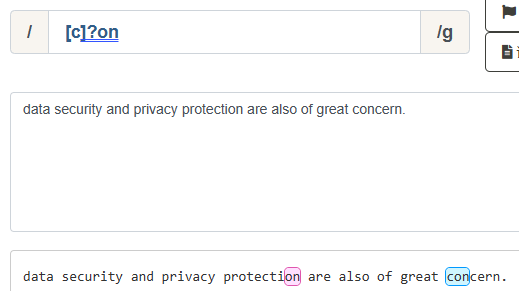 / [c]?on /g
data security and privacy protection are also of great concern.
data security and privacy protection are also of great concern.